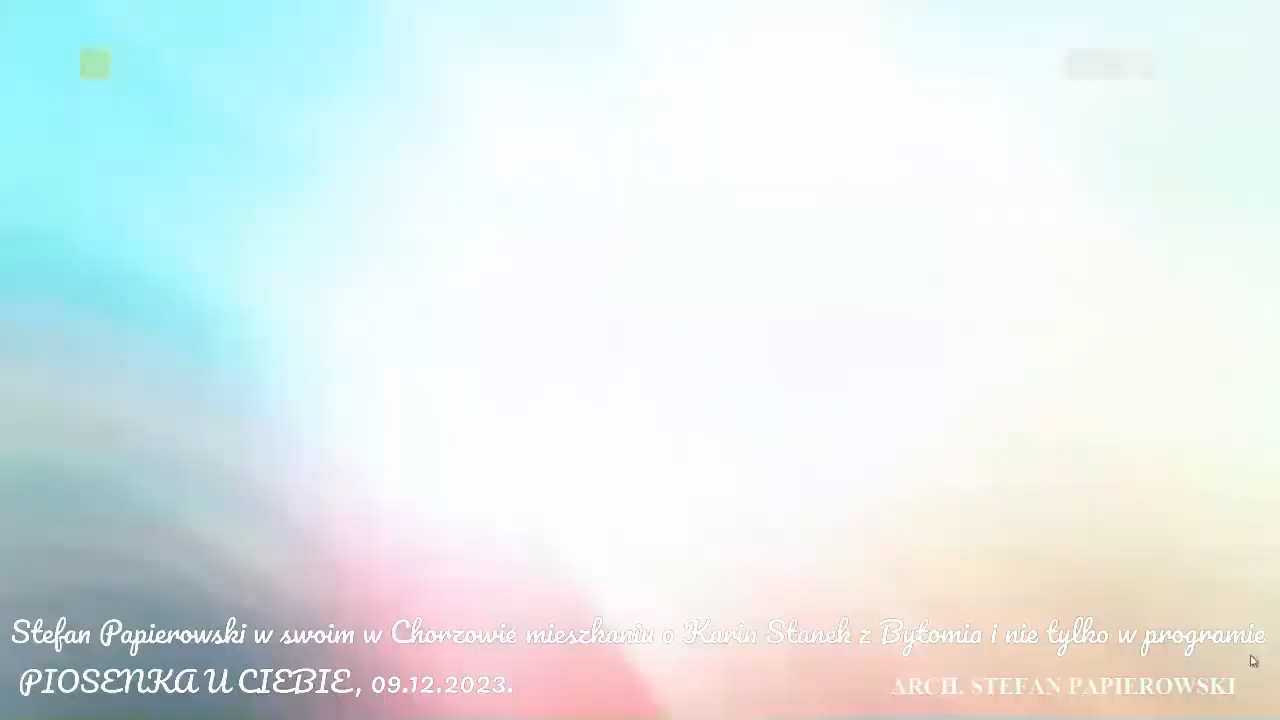 Stefan Papierowski w swoim w Chorzowie mieszkaniu o Karin Stanek z Bytomia i nie tylko w programie
PIOSENKA U CIEBIE, 09.12.2023.
ARCH. STEFAN PAPIEROWSKI